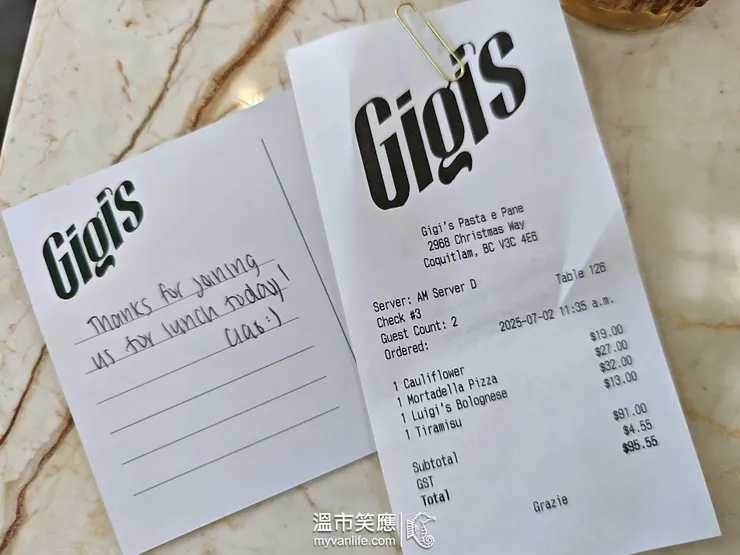 Gigi's
Thanks for joining
us for lunch today!
Ciao :)
Gigi's
Gigi's Pasta e Pane
2968 Christmas Way
Coquitlam, BC V3C 4E6
Server: AM Server D
Table 126
Check #3
Guest Count: 2
Ordered:
2025-07-02 11:35 a.m.
1 Cauliflower $19.00
1 Mortadella Pizza $27.00
1 Luigi's Bolognese $32.00
1 Tiramisu $13.00
Subtotal $91.00
GST $4.55
Total $95.55
Grazie
溫市笑應
myvanlife.com